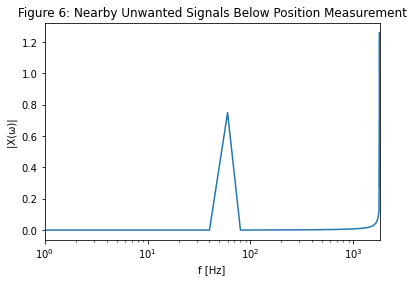 Figure 6: Nearby Unwanted Signals Below Position Measurement
1.2
1.0
0.8
0.6
0.4
0.2
0.0
|X(ω)|
10⁰ 10¹ 10² 10³
f [Hz]